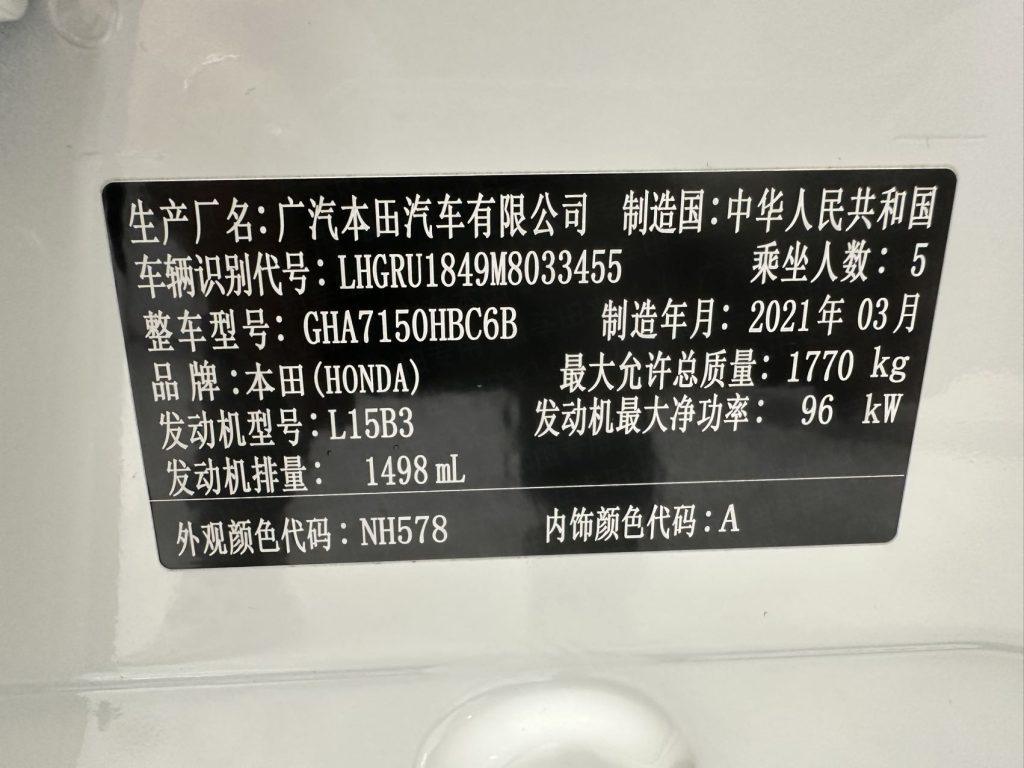 生产厂名：广汽本田汽车有限公司 制造国：中华人民共和国
车辆识别代号：LHGRU1849M8033455 乘坐人数：5
整车型号：GHA7150HBC6B 制造年月：2021年 03月
品 牌：本田(HONDA) 最大允许总质量：1770 kg
发动机型号：L15B3 发动机最大净功率：96 kW
发动机排量：1498 mL
外观颜色代码：NH578 内饰颜色代码：A